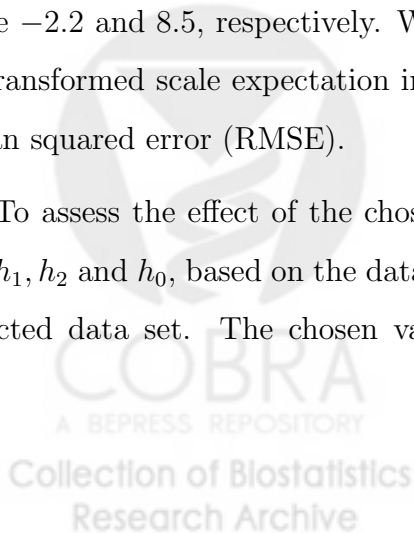 e −2.2 and 8.5, respectively. W
ransformed scale expectation in
an squared error (RMSE).
To assess the effect of the chos
h₁, h₂ and h₀, based on the data
cted data set. The chosen va
COBRA
A BEPRESS REPOSITORY
Collection of Biostatistics
Research Archive